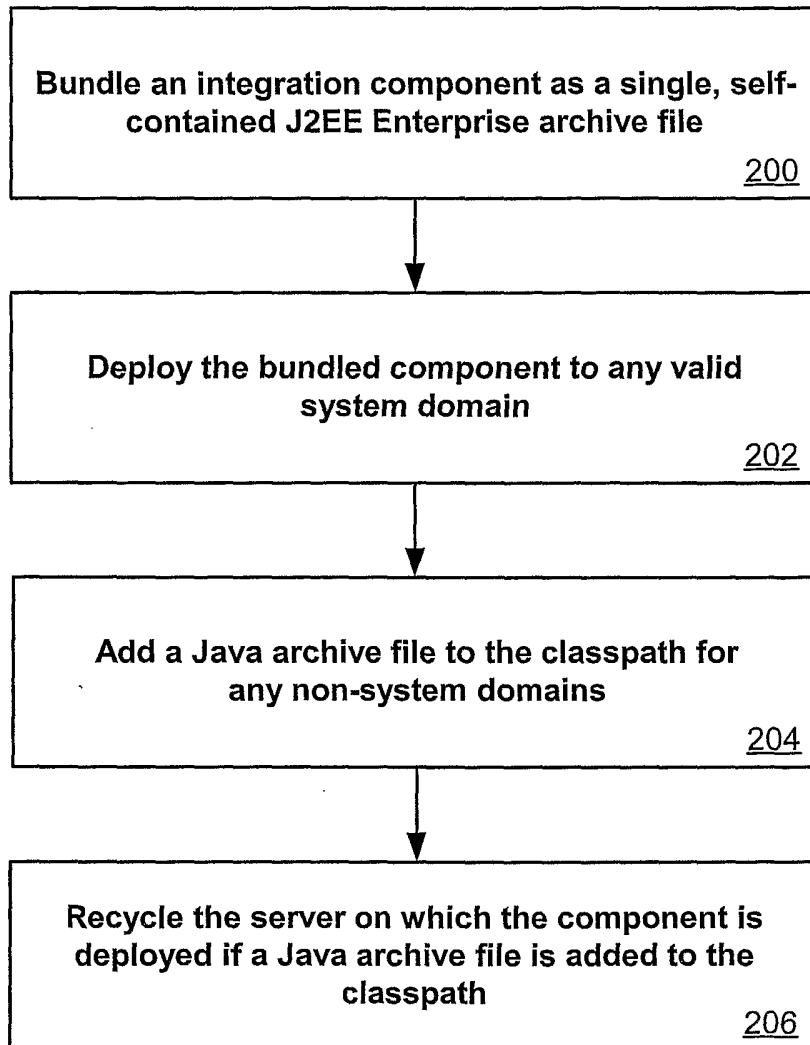 Bundle an integration component as a single, self-
contained J2EE Enterprise archive file
200
Deploy the bundled component to any valid
system domain
202
Add a Java archive file to the classpath for
any non-system domains
204
Recycle the server on which the component is
deployed if a Java archive file is added to the
classpath
206